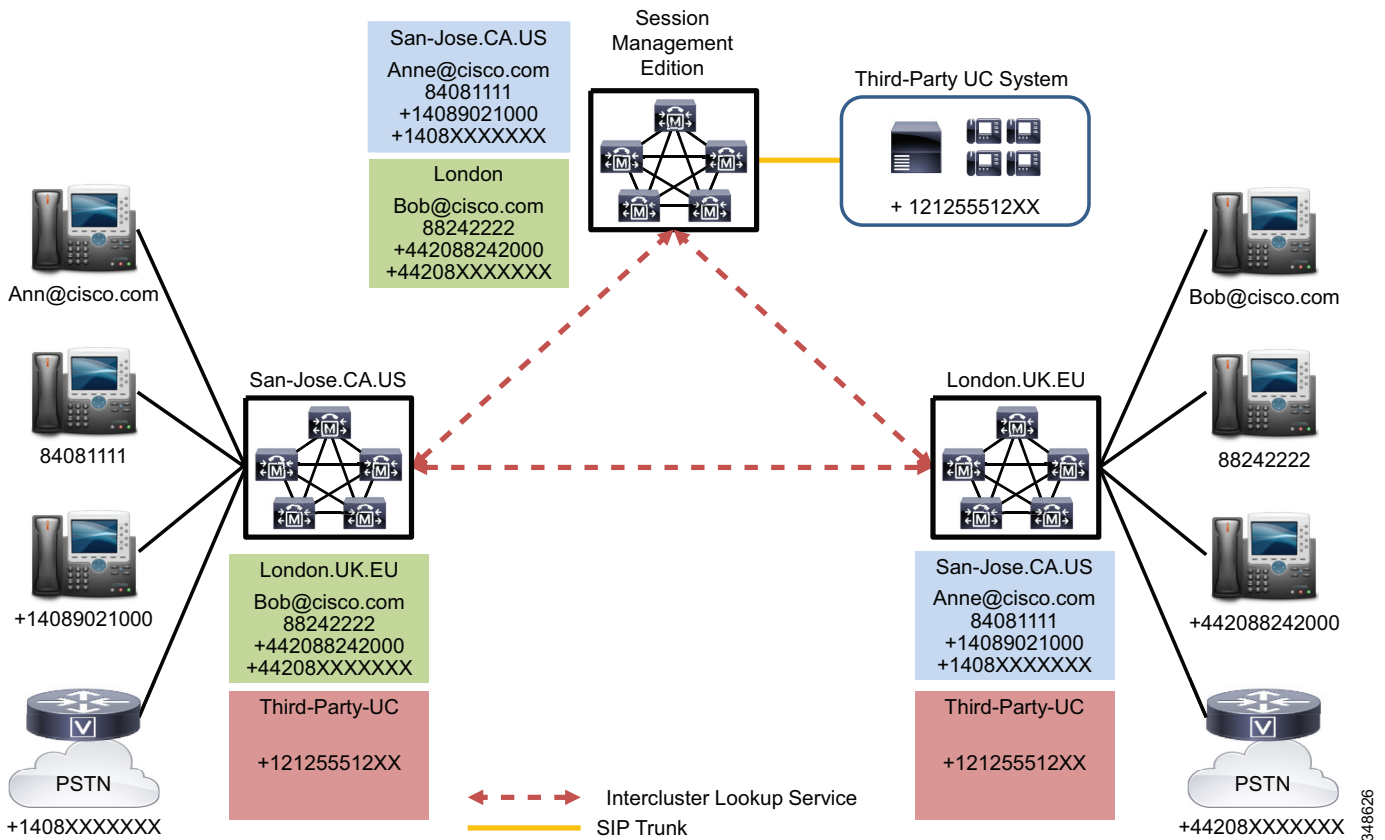 Session
Management
Edition
San-Jose.CA.US
Anne@cisco.com
84081111
+14089021000
+1408XXXXXXX
London
Bob@cisco.com
88242222
+442088242000
+44208XXXXXXX
Third-Party UC System
+ 121255512XX
M
M
M
M
M
Ann@cisco.com
84081111
+14089021000
V
PSTN
+1408XXXXXXX
San-Jose.CA.US
M
M
M
M
M
London.UK.EU
Bob@cisco.com
88242222
+442088242000
+44208XXXXXXX
Third-Party-UC
+121255512XX
London.UK.EU
M
M
M
M
M
San-Jose.CA.US
Anne@cisco.com
84081111
+14089021000
+1408XXXXXXX
Third-Party-UC
+121255512XX
Bob@cisco.com
88242222
+442088242000
V
PSTN
+44208XXXXXXX
Intercluster Lookup Service
SIP Trunk
348626